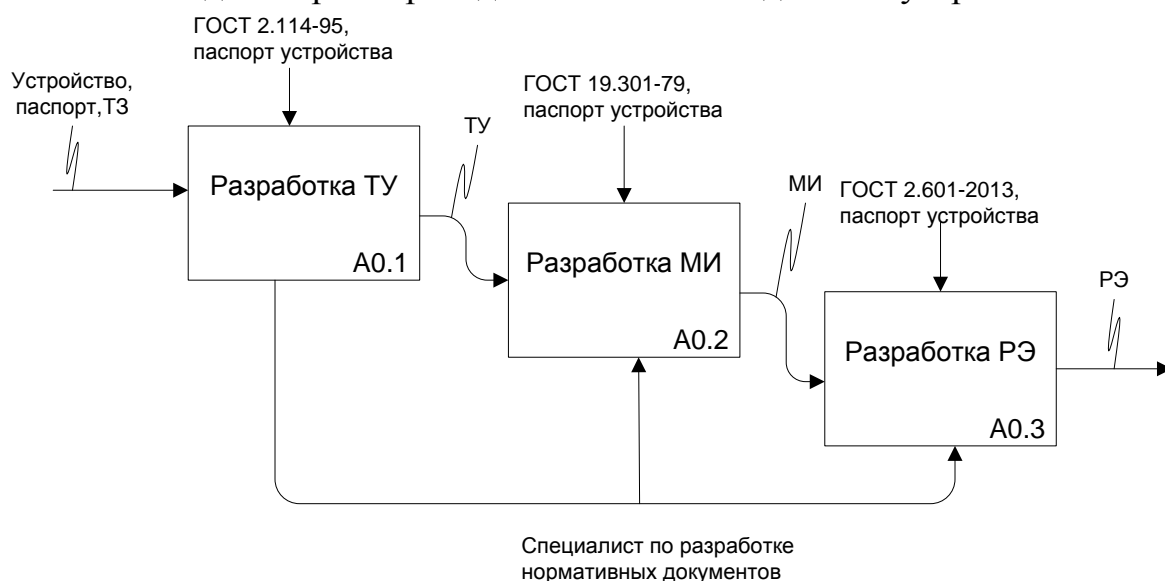 ГОСТ 2.114-95,
паспорт устройства
Устройство,
паспорт,ТЗ
ГОСТ 19.301-79,
паспорт устройства
ТУ
Разработка ТУ
А0.1
МИ
ГОСТ 2.601-2013,
паспорт устройства
Разработка МИ
А0.2
РЭ
Разработка РЭ
А0.3
Специалист по разработке
нормативных документов